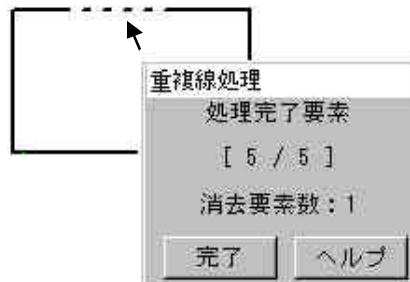 重複線処理
処理完了要素
[ 5 / 5 ]
消去要素数：1
完了
ヘルプ